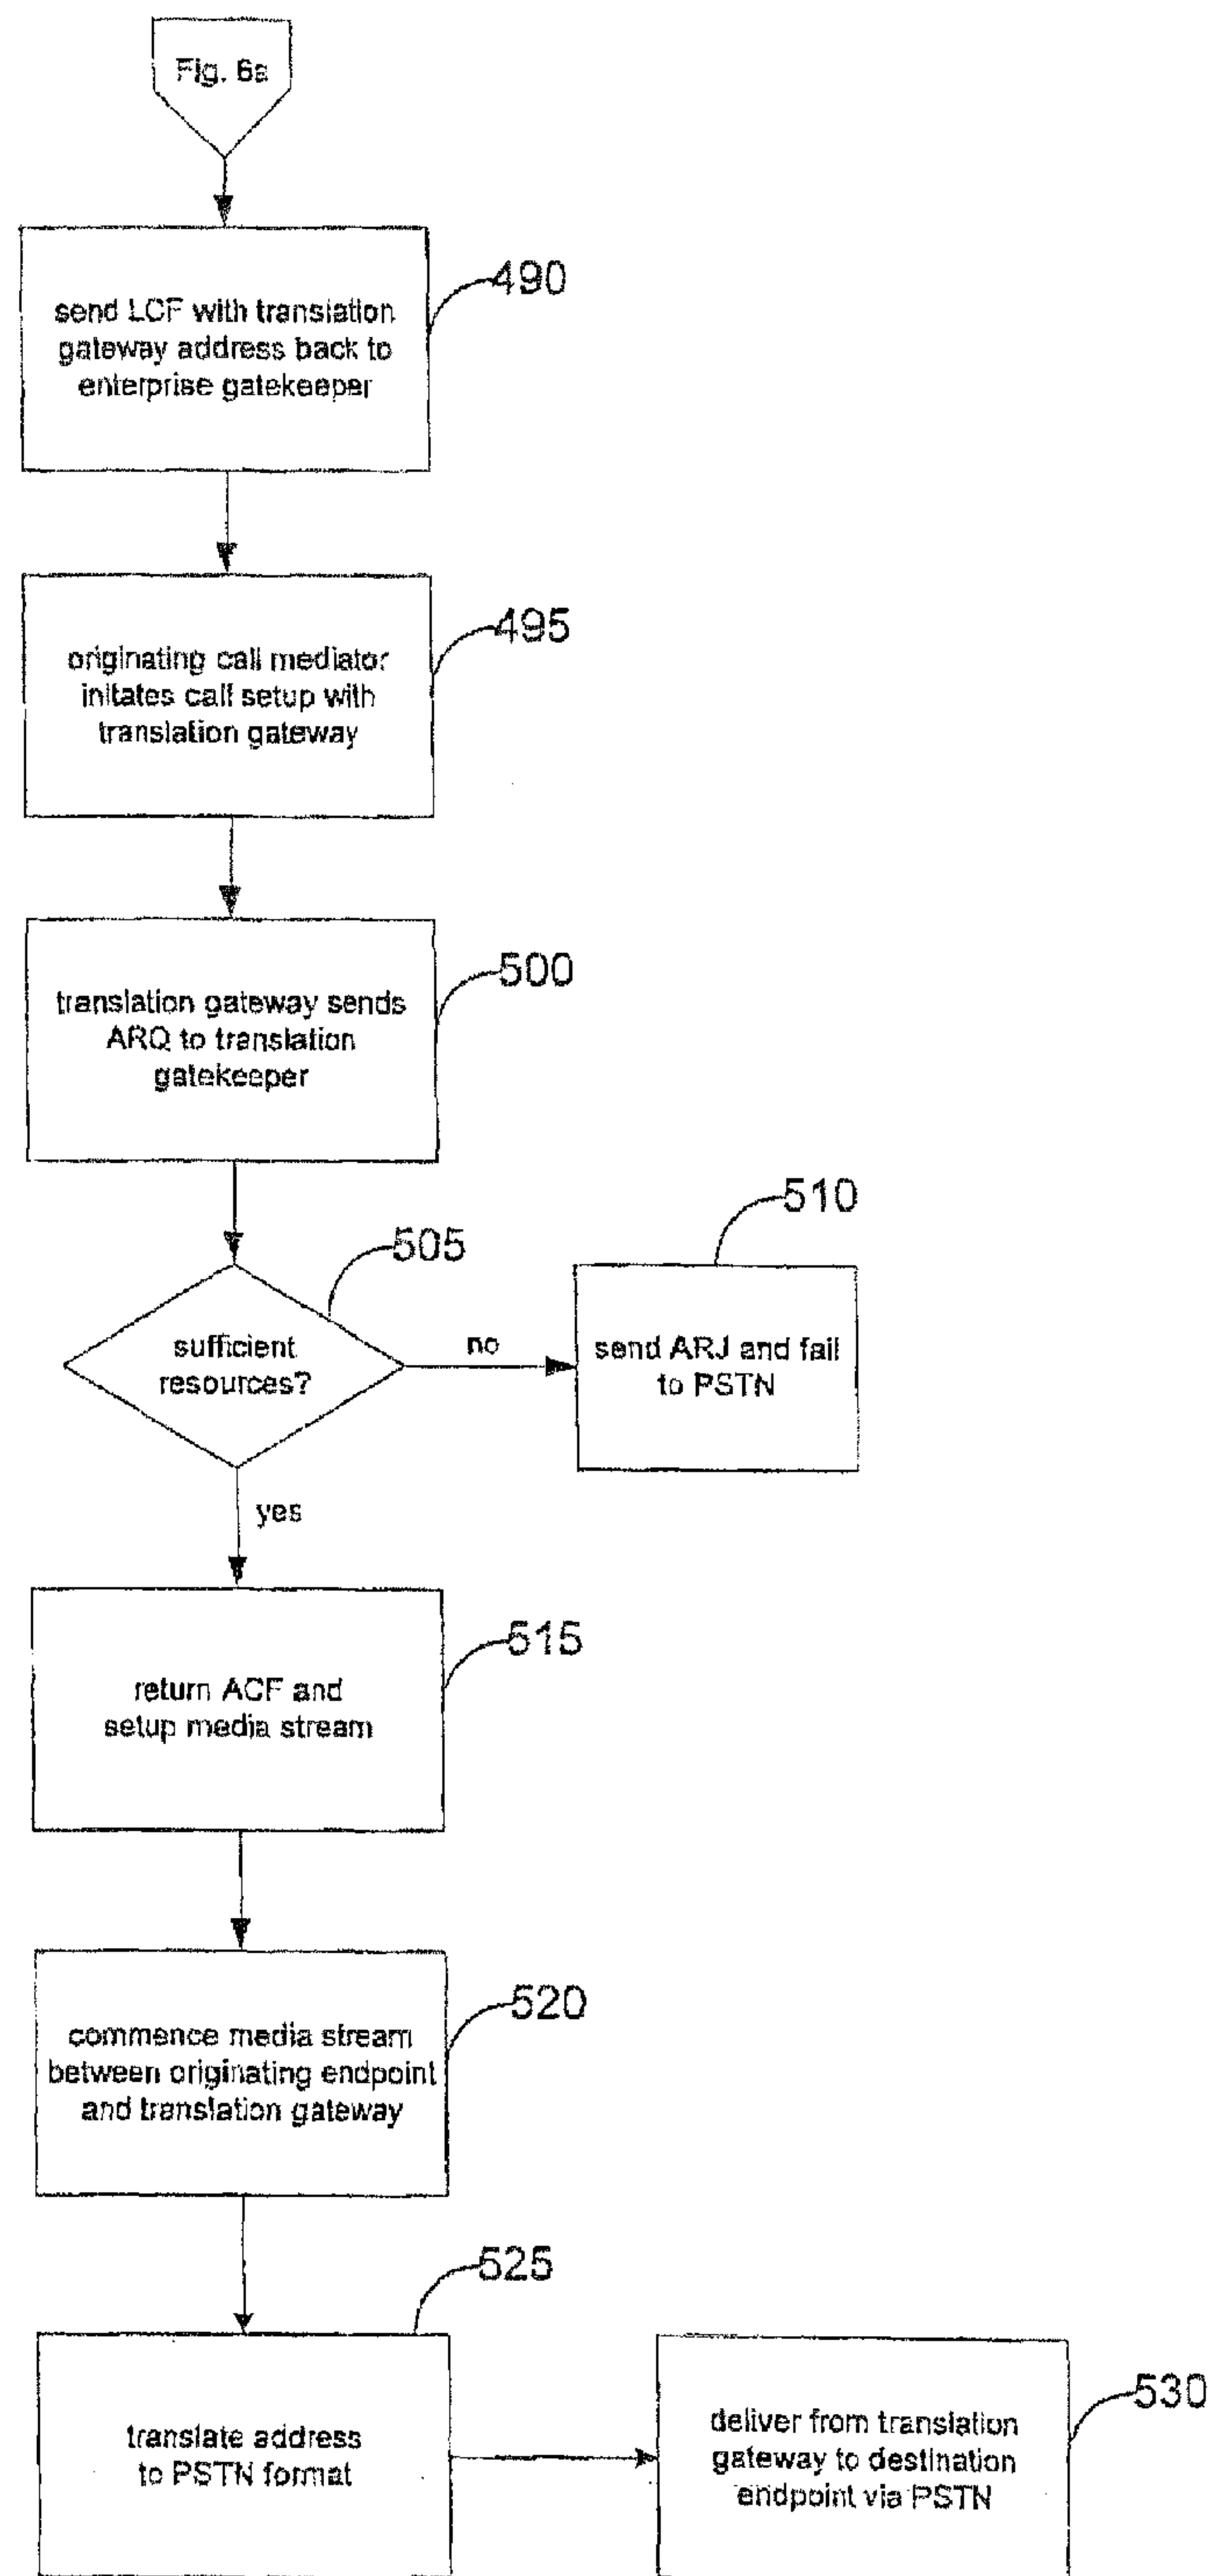 Fig. 6a
send LCF with translation
gateway address back to
enterprise gatekeeper
490
originating call mediator
initates call setup with
translation gateway
495
translation gateway sends
ARQ to translation
gatekeeper
500
505
sufficient
resources?
no
510
send ARJ and fail
to PSTN
yes
return ACF and
setup media stream
515
commence media stream
between originating endpoint
and translation gateway
520
525
translate address
to PSTN format
deliver from translation
gateway to destination
endpoint via PSTN
530